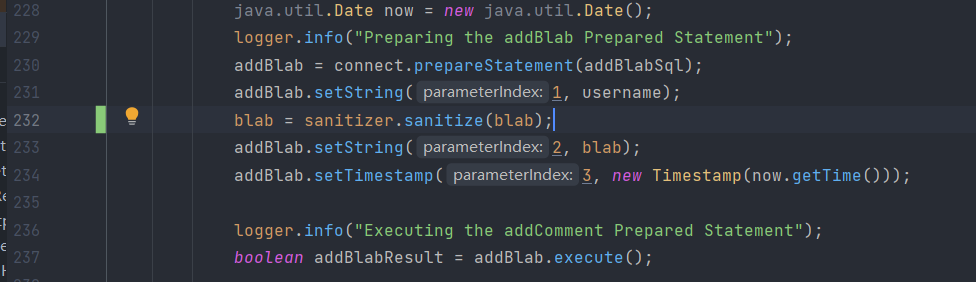 228 java.util.Date now = new java.util.Date();
229 logger.info("Preparing the addBlab Prepared Statement");
230 addBlab = connect.prepareStatement(addBlabSql);
231 addBlab.setString( parameterIndex: 1, username);
232 blab = sanitizer.sanitize(blab);
233 addBlab.setString( parameterIndex: 2, blab);
234 addBlab.setTimestamp( parameterIndex: 3, new Timestamp(now.getTime()));
235
236 logger.info("Executing the addComment Prepared Statement");
237 boolean addBlabResult = addBlab.execute();